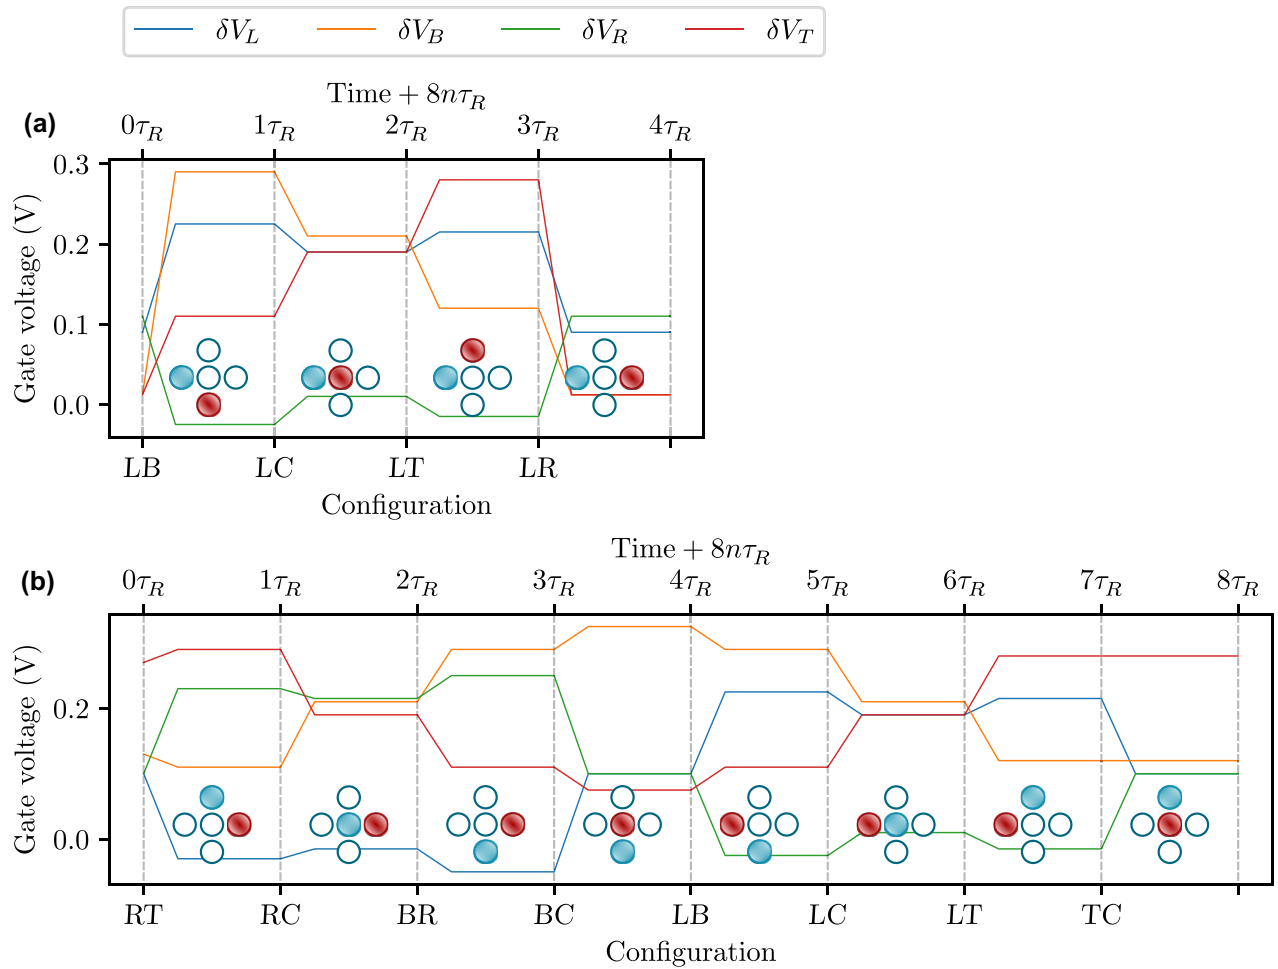 δV_L δV_B δV_R δV_T
Time + 8nτ_R
(a)
0τ_R 1τ_R 2τ_R 3τ_R 4τ_R
0.3
0.2
0.1
0.0
Gate voltage (V)
LB LC LT LR
Configuration
Time + 8nτ_R
(b)
0τ_R 1τ_R 2τ_R 3τ_R 4τ_R 5τ_R 6τ_R 7τ_R 8τ_R
0.2
0.0
Gate voltage (V)
RT RC BR BC LB LC LT TC
Configuration